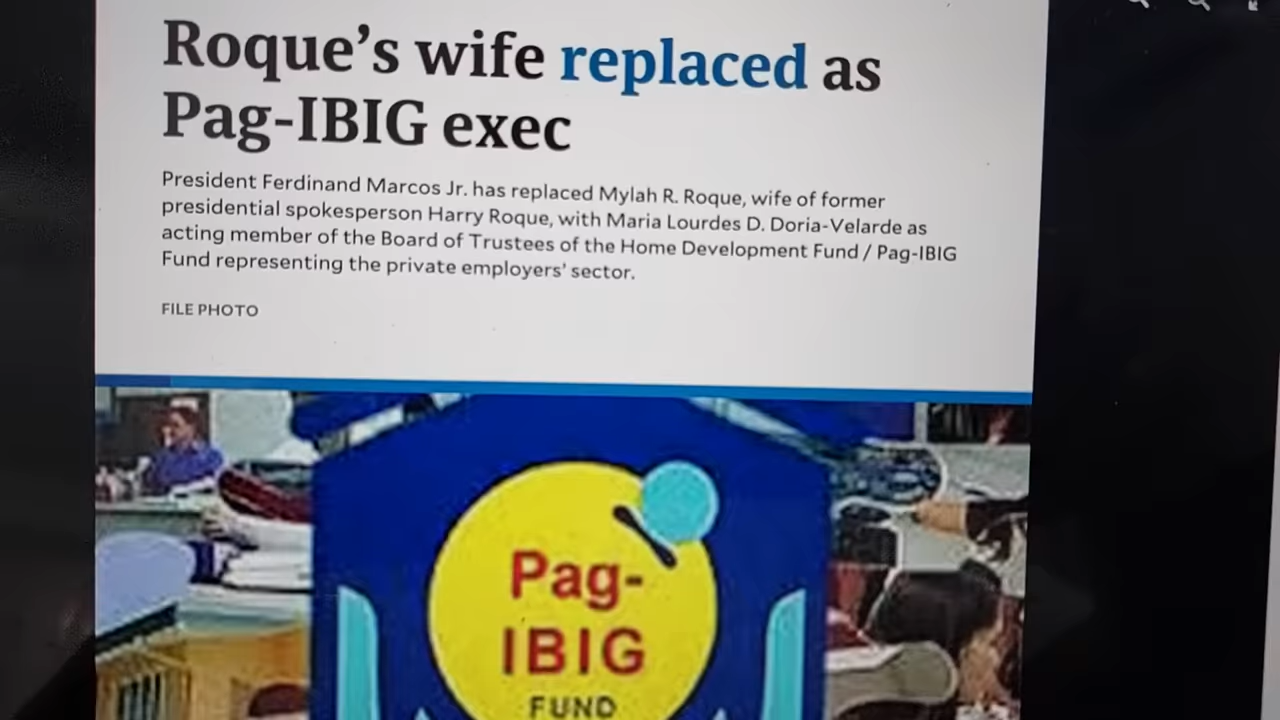 Roque’s wife replaced as
Pag-IBIG exec
President Ferdinand Marcos Jr. has replaced Mylah R. Roque, wife of former
presidential spokesperson Harry Roque, with Maria Lourdes D. Doria-Velarde as
acting member of the Board of Trustees of the Home Development Fund / Pag-IBIG
Fund representing the private employers’ sector.
FILE PHOTO
Pag-
IBIG
FUND